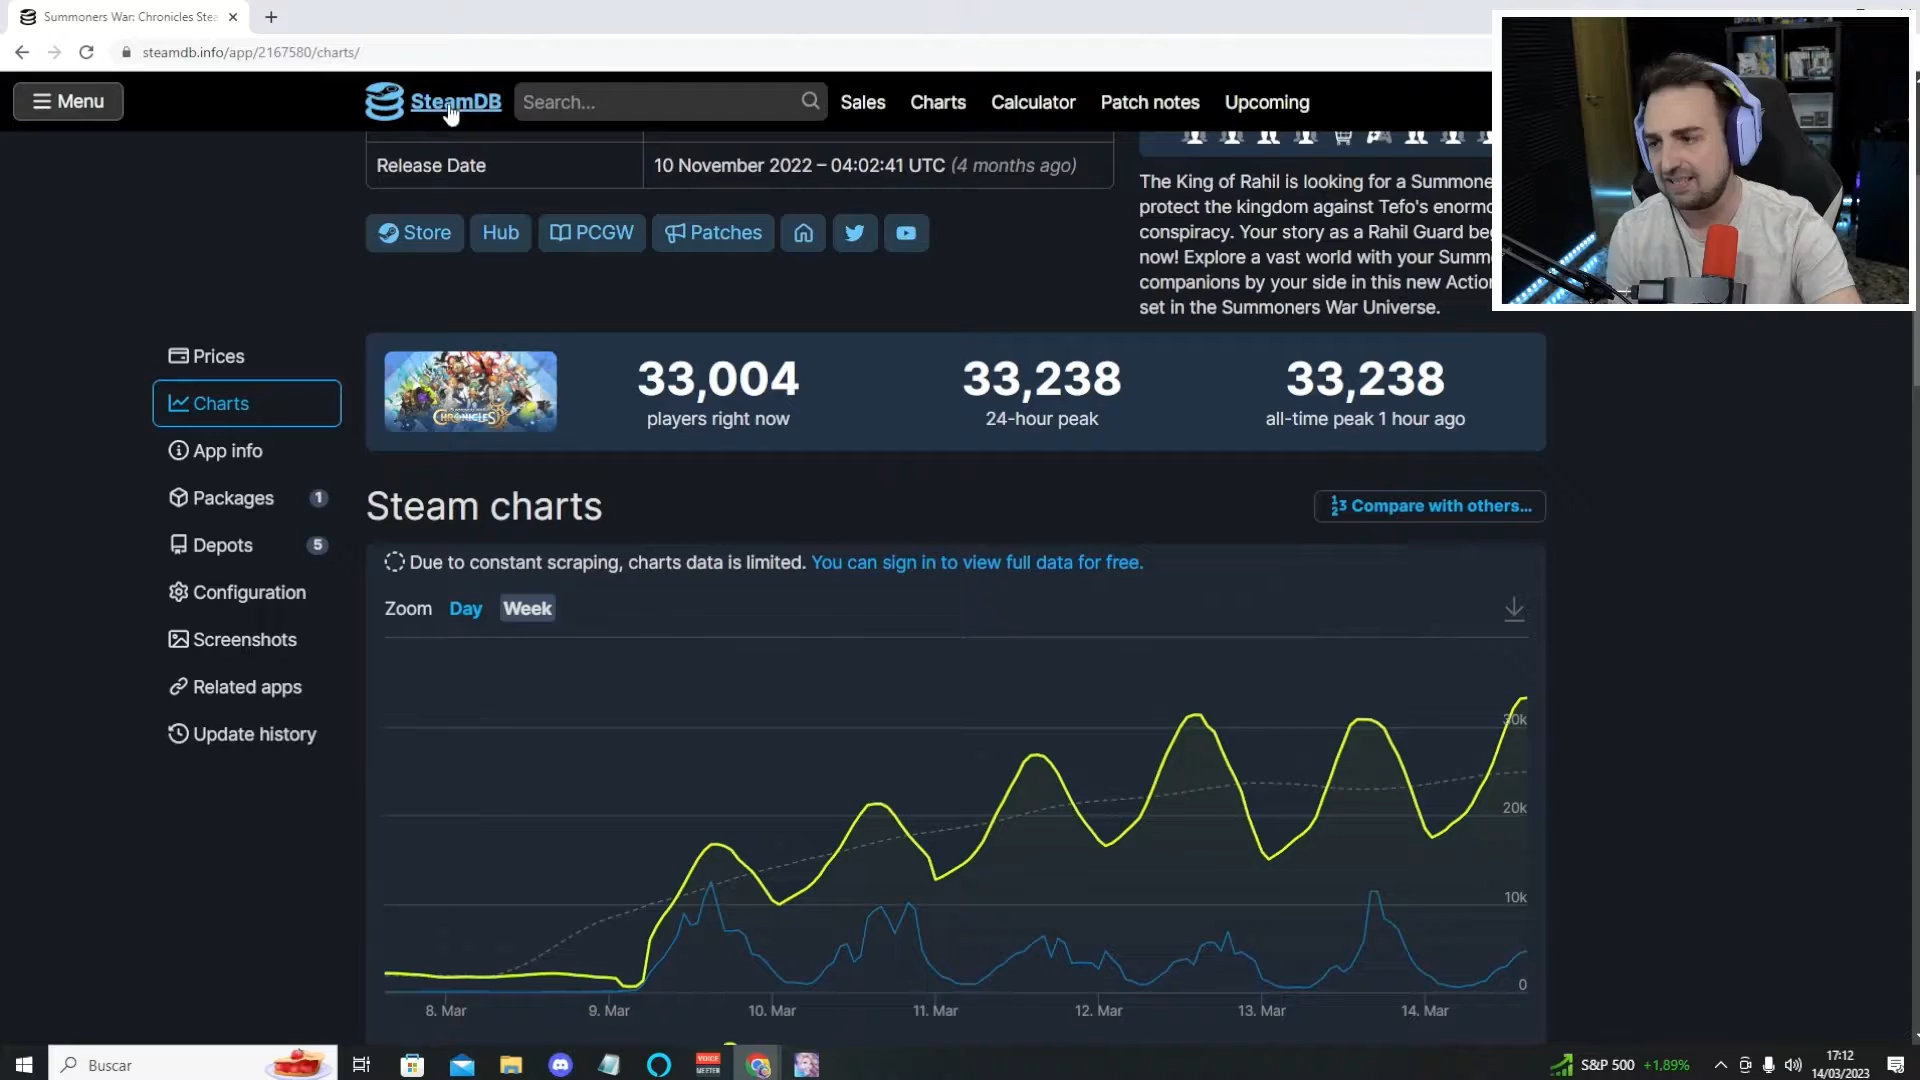 Summoners War: Chronicles Stea
steamdb.info/app/2167580/charts/
Menu
SteamDB
Search...
Sales
Charts
Calculator
Patch notes
Upcoming
Release Date
10 November 2022 – 04:02:41 UTC (4 months ago)
Store
Hub
PCGW
Patches
The King of Rahil is looking for a Summone
protect the kingdom against Tefo's enorm
conspiracy. Your story as a Rahil Guard be
now! Explore a vast world with your Summ
companions by your side in this new Action
set in the Summoners War Universe.
Prices
Charts
App info
Packages 1
Depots 5
Configuration
Screenshots
Related apps
Update history
CHRONICLES
33,004
players right now
33,238
24-hour peak
33,238
all-time peak 1 hour ago
Steam charts
Compare with others...
Due to constant scraping, charts data is limited. You can sign in to view full data for free.
Zoom Day Week
30k
20k
10k
0
8. Mar
9. Mar
10. Mar
11. Mar
12. Mar
13. Mar
14. Mar
Buscar
VOICE
MEETER
S&P 500 +1,89%
17:12
14/03/2023